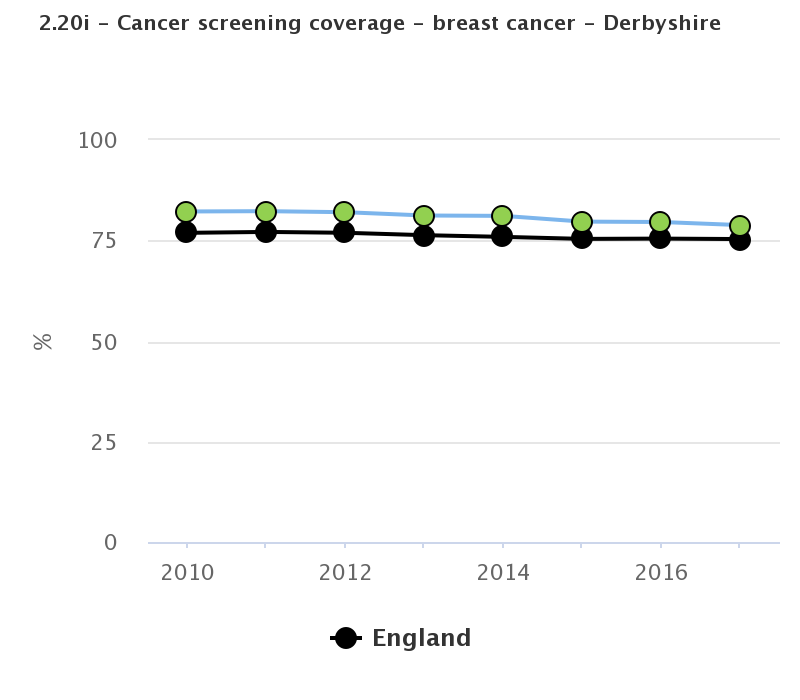 2.20i – Cancer screening coverage – breast cancer – Derbyshire
100
75
50
25
0
%
2010 2012 2014 2016
England